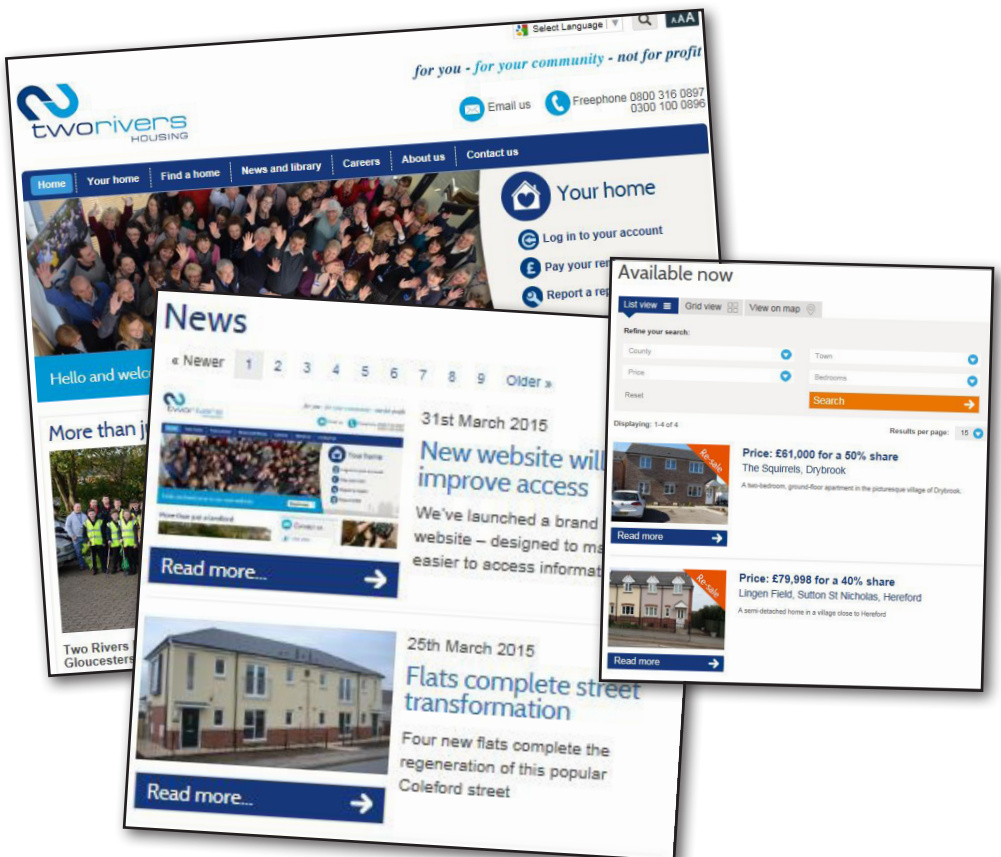 Select Language
AAA
for you - for your community - not for profit
tworivers
HOUSING
Email us
Freephone 0800 316 0897
0300 100 0896
Home
Your home
Find a home
News and library
Careers
About us
Contact us
Your home
Log in to your account
£ Pay your
Report a
Hello and
More than
Two Rivers
News
« Newer 1 2 3 4 5 6 7 8 9 Older »
31st March 2015
New website will
improve access
We've launched a brand
website – designed to
easier to access
Read more...
25th March 2015
Flats complete street
transformation
Four new flats complete the
regeneration of this popular
Coleford street
Read more...
Available now
List view
Grid view
View on map
Refine your search:
County
Town
Price
Bedrooms
Reset
Search
Displaying: 1-4 of 4
Results per page: 15
Re-sale
Price: £61,000 for a 50% share
The Squirrels, Drybrook
A two-bedroom, ground-floor apartment in the picturesque village of Drybrook.
Read more
Re-sale
Price: £79,998 for a 40% share
Lingen Field, Sutton St Nicholas, Hereford
A semi-detached home in a village close to Hereford
Read more